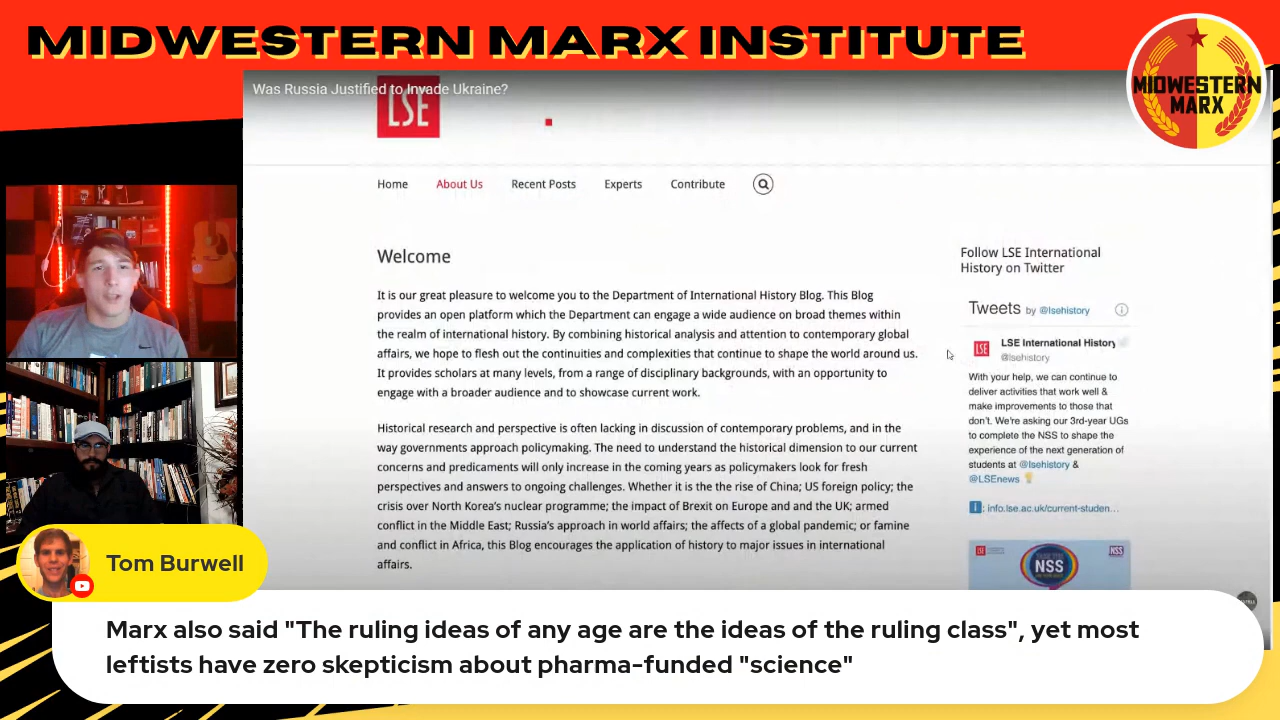 MIDWESTERN MARX INSTITUTE
MIDWESTERN
MARX
Was Russia Justified to Invade Ukraine?
LSE
Home About Us Recent Posts Experts Contribute
Welcome
It is our great pleasure to welcome you to the Department of International History Blog. This Blog
provides an open platform which the Department can engage a wide audience on broad themes within
the realm of international history. By combining historical analysis and attention to contemporary global
affairs, we hope to flesh out the continuities and complexities that continue to shape the world around us.
It provides scholars at many levels, from a range of disciplinary backgrounds, with an opportunity to
engage with a broader audience and to showcase current work.
Historical research and perspective is often lacking in discussion of contemporary problems, and in the
way governments approach policymaking. The need to understand the historical dimension to our current
concerns and predicaments will only increase in the coming years as policymakers look for fresh
perspectives and answers to ongoing challenges. Whether it is the the rise of China; US foreign policy; the
crisis over North Korea's nuclear programme; the impact of Brexit on Europe and and the UK; armed
conflict in the Middle East; Russia's approach in world affairs; the affects of a global pandemic; or famine
and conflict in Africa, this Blog encourages the application of history to major issues in international
affairs.
Follow LSE International
History on Twitter
Tweets by @lsehistory
LSE
LSE International History
@lsehistory
With your help, we can continue to
deliver activities that work well &
make improvements to those that
don't. We're asking our 3rd-year UGs
to complete the NSS to shape the
experience of the next generation of
students at @lsehistory &
@LSEnews
i: info.lse.ac.uk/current-studen...
LSE
NSS
NSS
Tom Burwell
Marx also said "The ruling ideas of any age are the ideas of the ruling class", yet most
leftists have zero skepticism about pharma-funded "science"